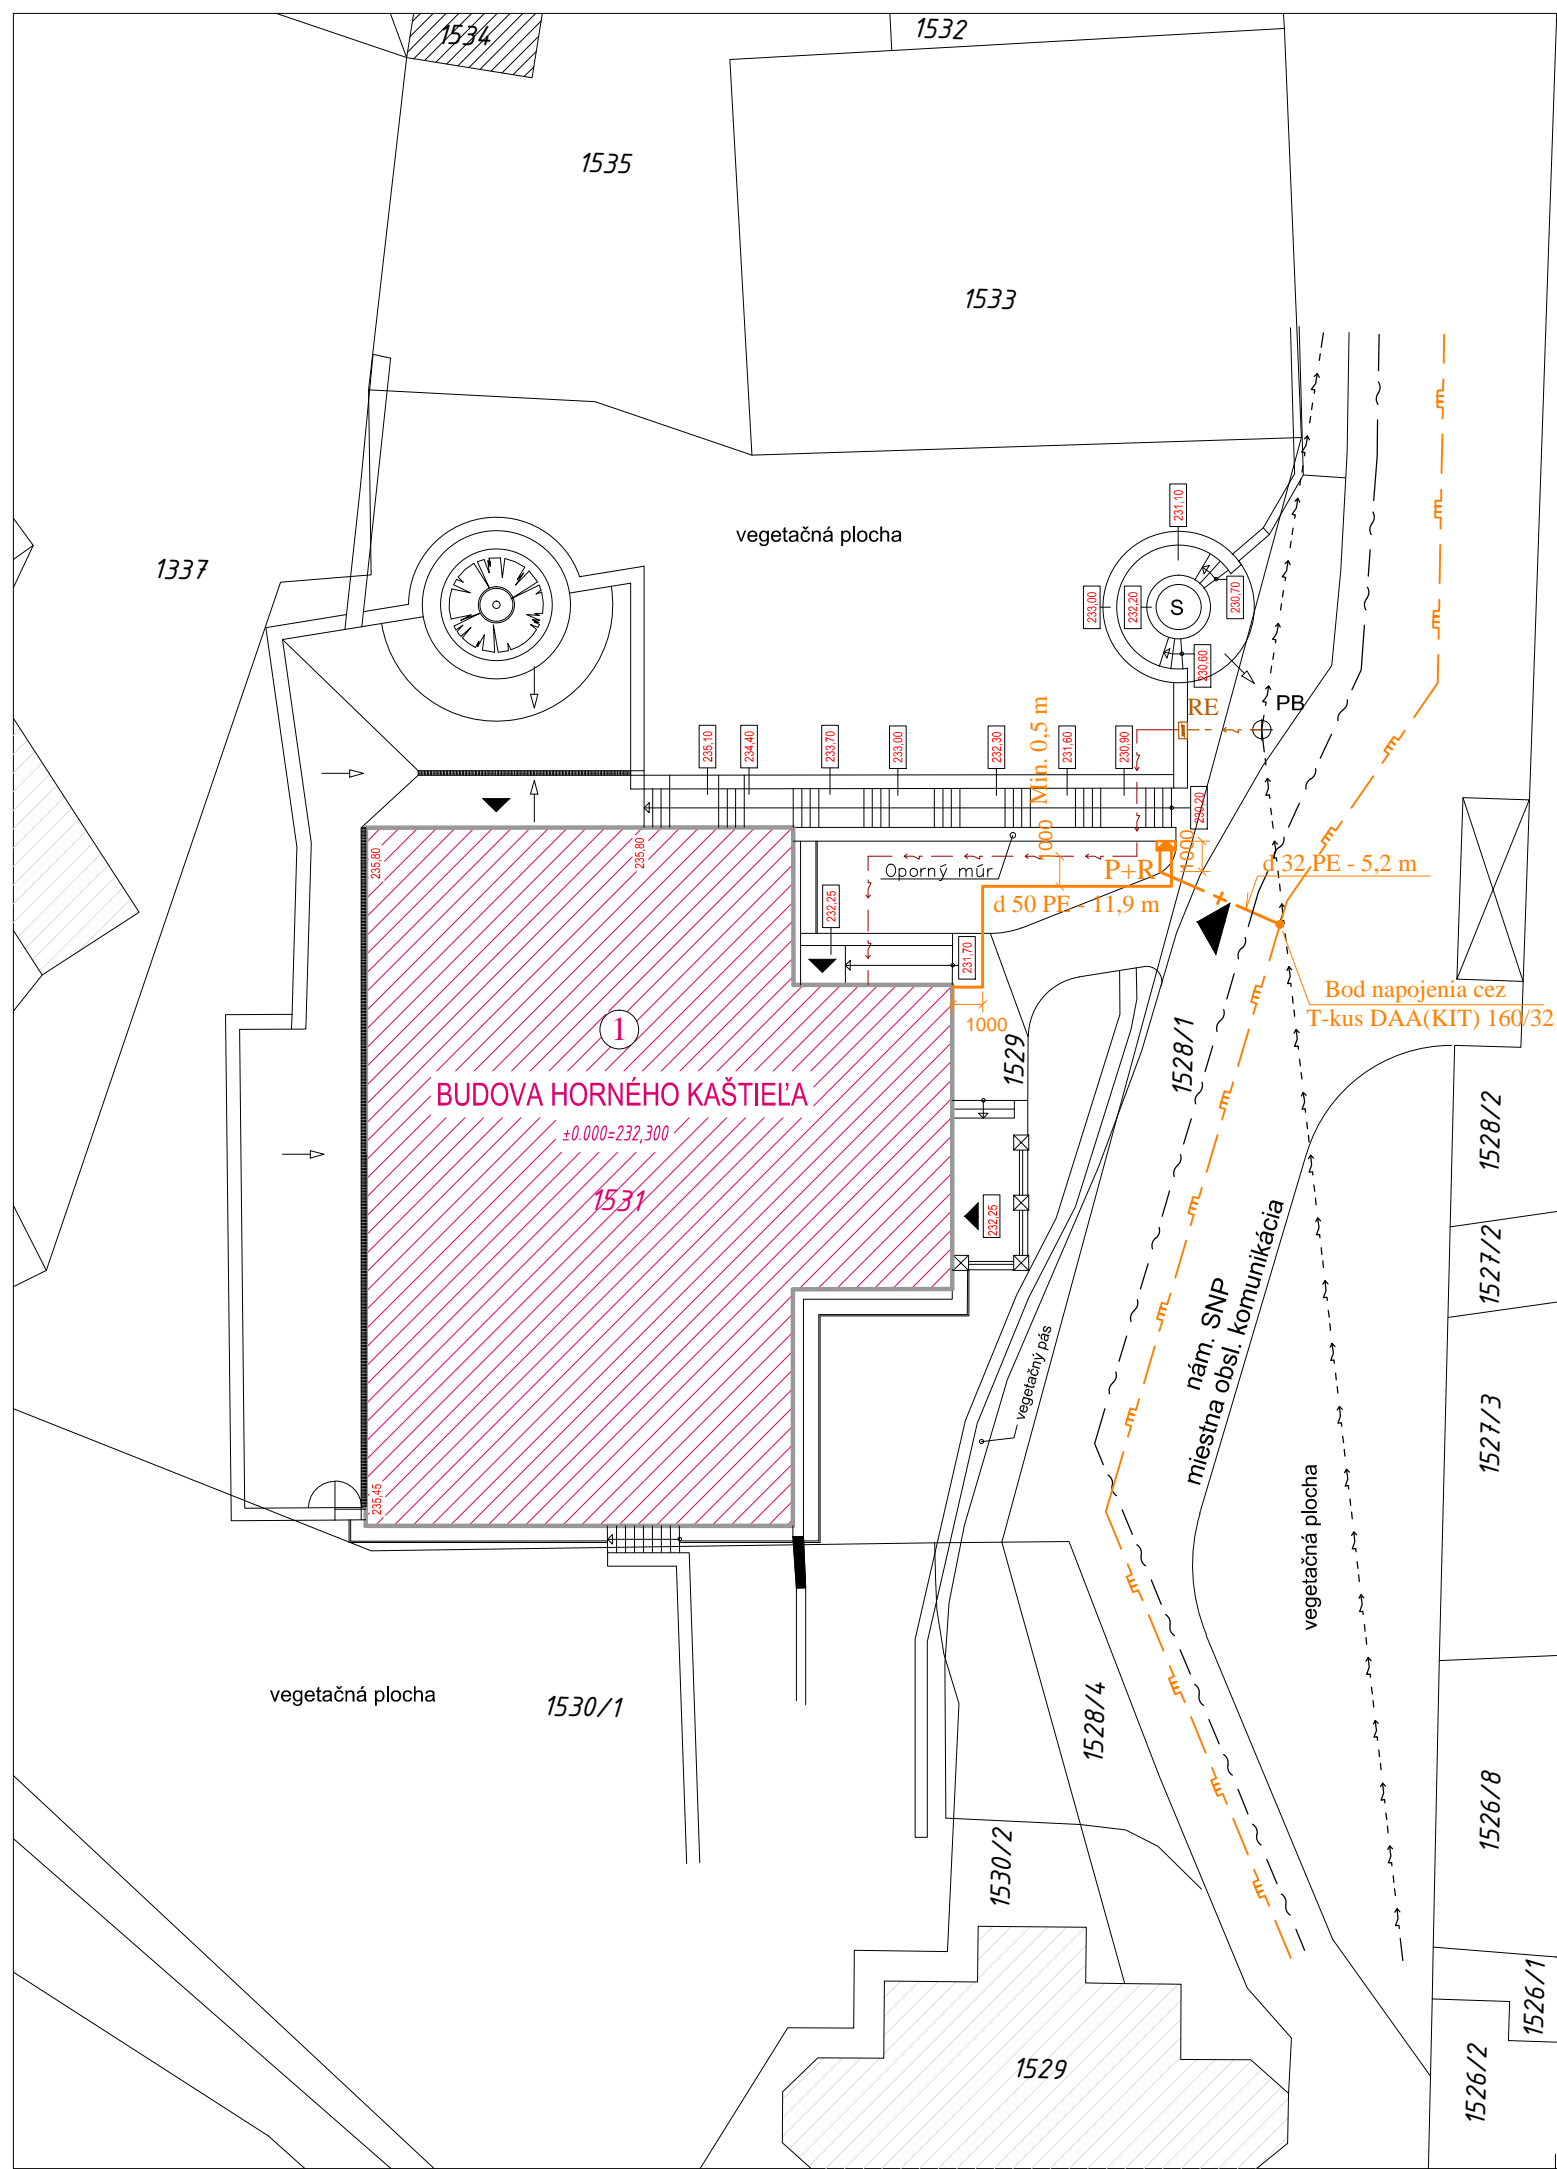 1534
1532
1535
1533
1337
vegetačná plocha
231,10
233,00
232,20
S
230,70
230,60
RE
PB
235,10
234,40
233,70
233,00
232,30
231,60
230,90
Min. 0,5 m
230,20
235,80
235,80
1000
1000
Oporný múr
P+R
d 32 PE - 5,2 m
d 50 PE - 11,9 m
232,25
231,70
Bod napojenia cez
T-kus DAA(KIT) 160/32
1000
1
1529
1528/1
BUDOVA HORNÉHO KAŠTIEĽA
±0.000=232,300
1531
232,25
1528/2
1527/2
nám. SNP
miestna obsl. komunikácia
vegetačný pás
1527/3
235,45
vegetačná plocha
vegetačná plocha
1530/1
1528/4
1526/8
1530/2
1526/1
1529
1526/2